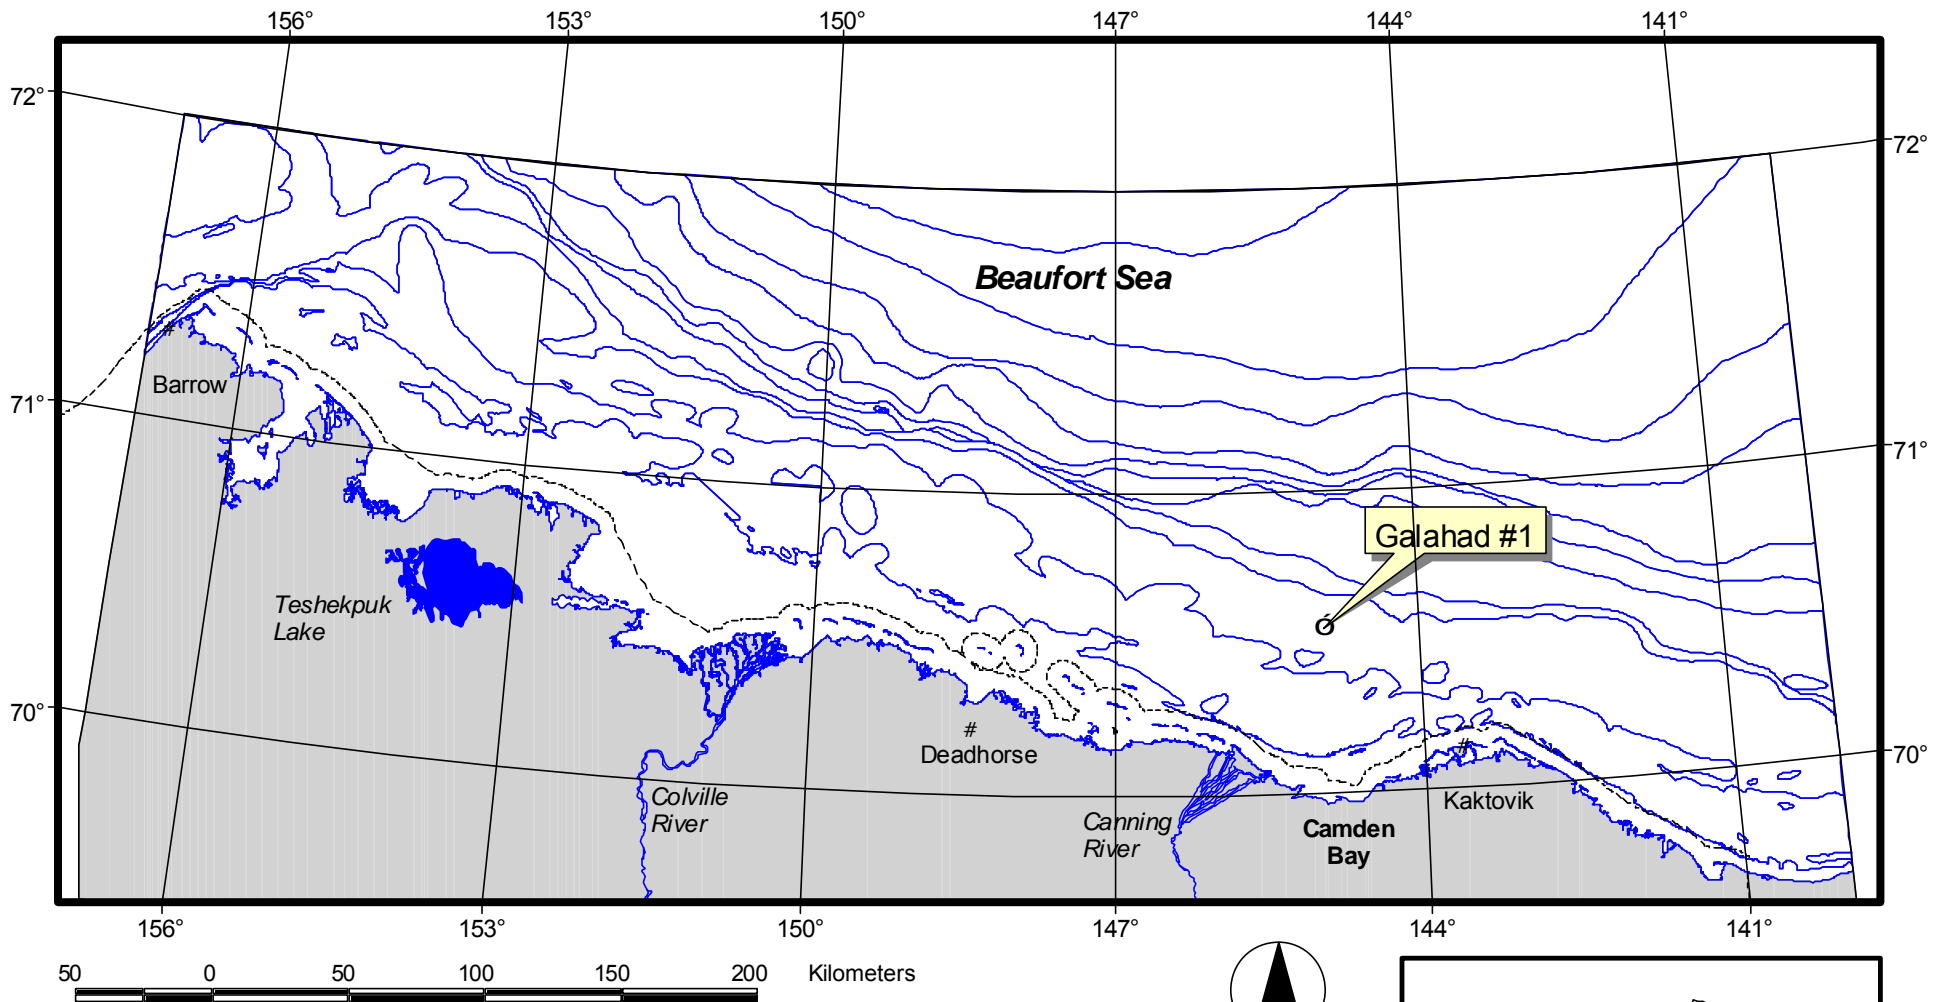 156° 153° 150° 147° 144° 141°
72°
72°
Beaufort Sea
#
Barrow
71°
71°
Galahad #1
Teshekpuk
Lake
70°
70°
#
Deadhorse
#
Kaktovik
Colville
River
Canning
River
Camden
Bay
156° 153° 150° 147° 144° 141°
50 0 50 100 150 200 Kilometers